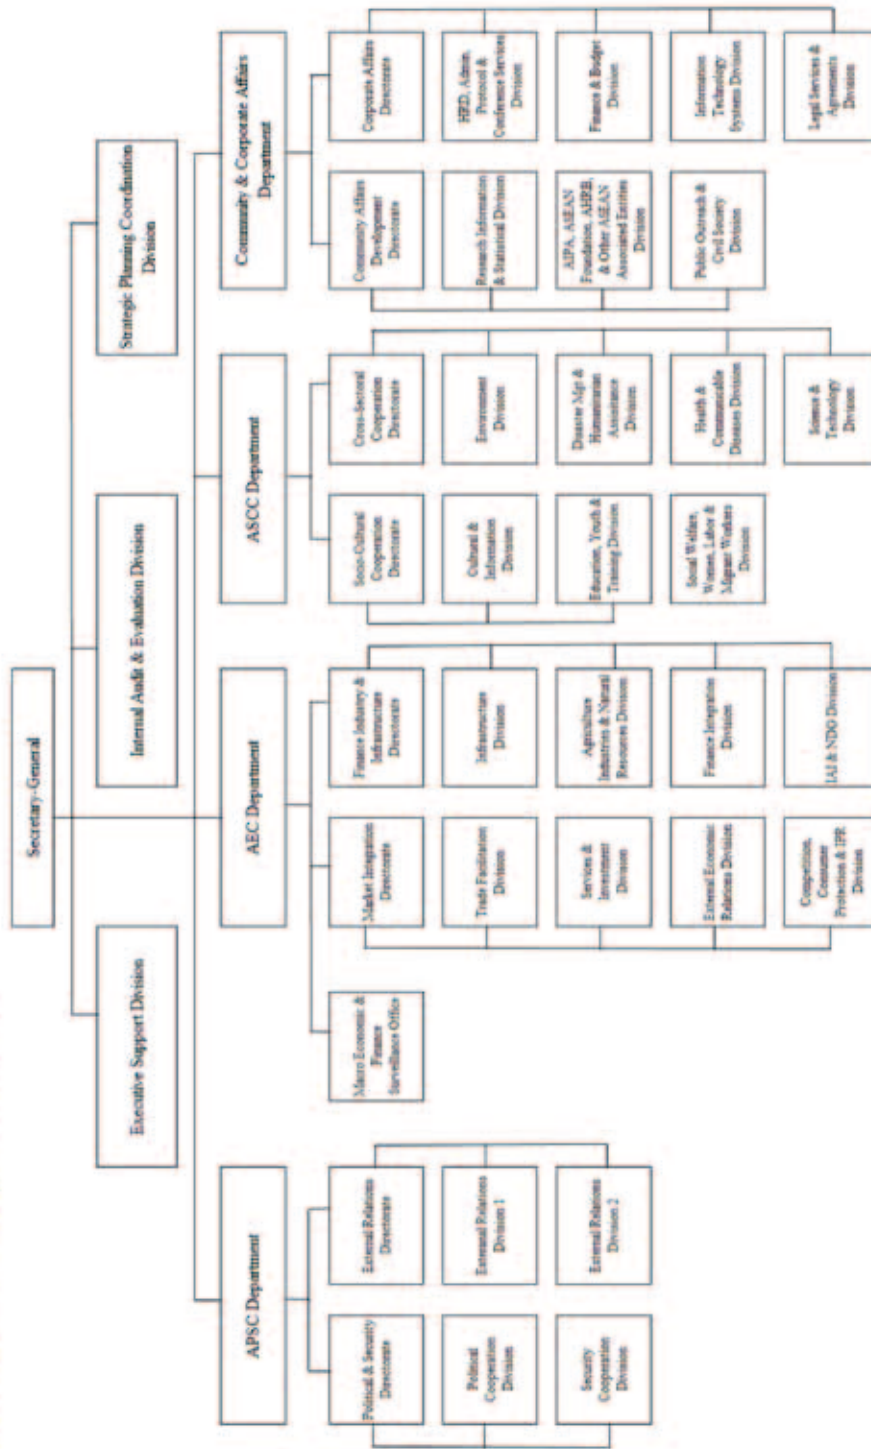 Secretary-General
Executive Support Division
Internal Audit & Evaluation Division
Strategic Planning Coordination
Division
APSC Department
AEC Department
ASCC Department
Community & Corporate Affairs
Department
Political & Security
Directorate
External Relations
Directorate
Macro Economic &
Finance
Surveillance Office
Market Integration
Directorate
Finance Industry &
Infrastructure
Directorate
Socio-Cultural
Cooperation
Directorate
Cross-Sectoral
Cooperation
Directorate
Community Affairs
Development
Directorate
Corporate Affairs
Directorate
Political
Cooperation
Division
External Relations
Division 1
Trade Facilitation
Division
Infrastructure
Division
Cultural &
Information
Division
Environment
Division
Research Information
& Statistical Division
HRD, Admin,
Protocol &
Conference Services
Division
Security
Cooperation
Division
External Relations
Division 2
Services &
Investment
Division
Agriculture
Industries & Natural
Resources Division
Education, Youth &
Training Division
Disaster Mgt &
Humanitarian
Assistance
Division
AIPA, ASEAN
Foundation, AHRB,
& Other ASEAN
Associated Entities
Division
Finance & Budget
Division
External Economic
Relations Division
Finance Integration
Division
Social Welfare,
Women, Labor &
Migrant Workers
Division
Health &
Communicable
Diseases Division
Public Outreach &
Civil Society
Division
Information
Technology
Systems Division
Competition,
Consumer
Protection & IPR
Division
IAI & NDG Division
Science &
Technology
Division
Legal Services &
Agreements
Division